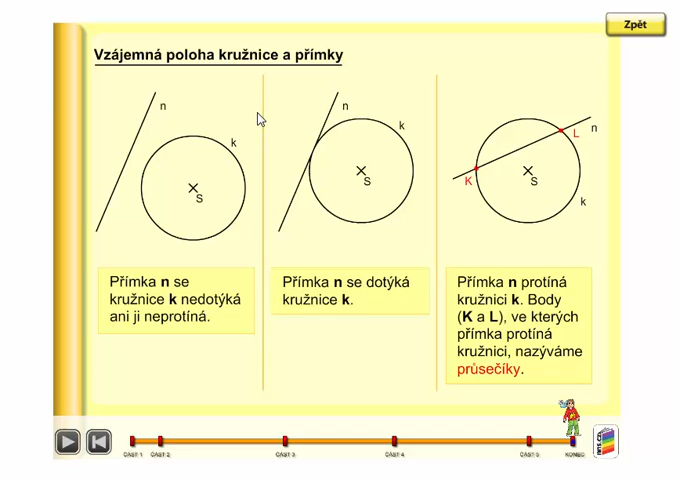 Zpět
Vzájemná poloha kružnice a přímky
n
k
S
n
k
S
n
L
K
S
k
Přímka n se
kružnice k nedotýká
ani ji neprotíná.
Přímka n se dotýká
kružnice k.
Přímka n protíná
kružnici k. Body
(K a L), ve kterých
přímka protíná
kružnici, nazýváme
průsečíky.
ČÁST 1 ČÁST 2 ČÁST 3 ČÁST 4 ČÁST 5 KONEC